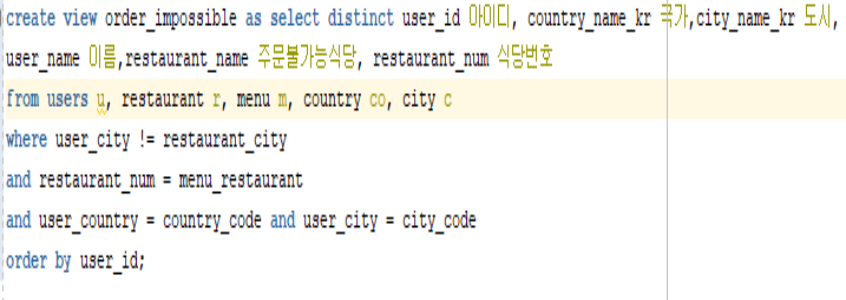 create view order_impossible as select distinct user_id 아이디, country_name_kr 국가,city_name_kr 도시,
user_name 이름,restaurant_name 주문불가능식당, restaurant_num 식당번호
from users u, restaurant r, menu m, country co, city c
where user_city != restaurant_city
and restaurant_num = menu_restaurant
and user_country = country_code and user_city = city_code
order by user_id;